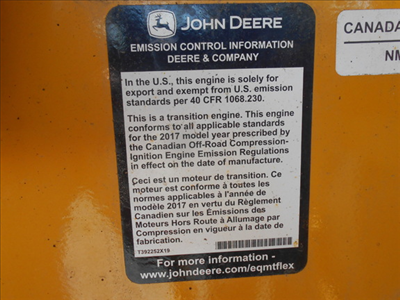 JOHN DEERE
EMISSION CONTROL INFORMATION
DEERE & COMPANY
In the U.S., this engine is solely for
export and exempt from U.S. emission
standards per 40 CFR 1068.230.
This is a transition engine. This engine
conforms to all applicable standards
for the 2017 model year prescribed by
the Canadian Off-Road Compression-
Ignition Engine Emission Regulations
in effect on the date of manufacture.
Ceci est un moteur de transition. Ce
moteur est conforme à toutes les
normes applicables à l'année de
modèle 2017 en vertu du Règlement
Canadien sur les Émissions des
Moteurs Hors Route à Allumage par
Compression en vigueur à la date de
fabrication.
T392252X19
For more information -
www.johndeere.com/eqmtflex
CANADA
NM